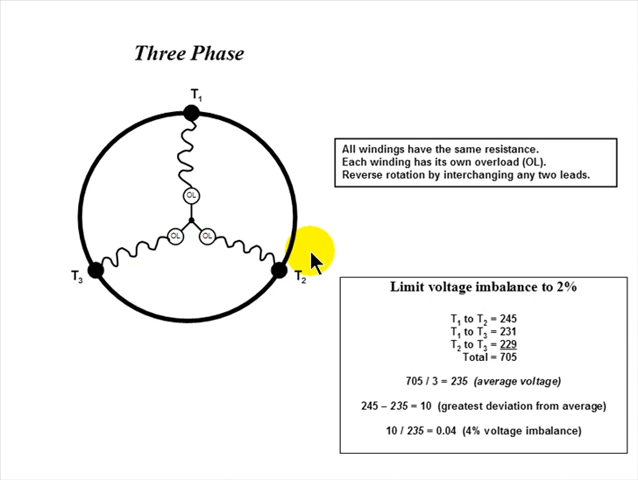 Three Phase
T1
All windings have the same resistance.
Each winding has its own overload (OL).
Reverse rotation by interchanging any two leads.
OL
OL
OL
T3
T2
Limit voltage imbalance to 2%
T1 to T2 = 245
T1 to T3 = 231
T2 to T3 = 229
Total = 705
705 / 3 = 235 (average voltage)
245 – 235 = 10 (greatest deviation from average)
10 / 235 = 0.04 (4% voltage imbalance)